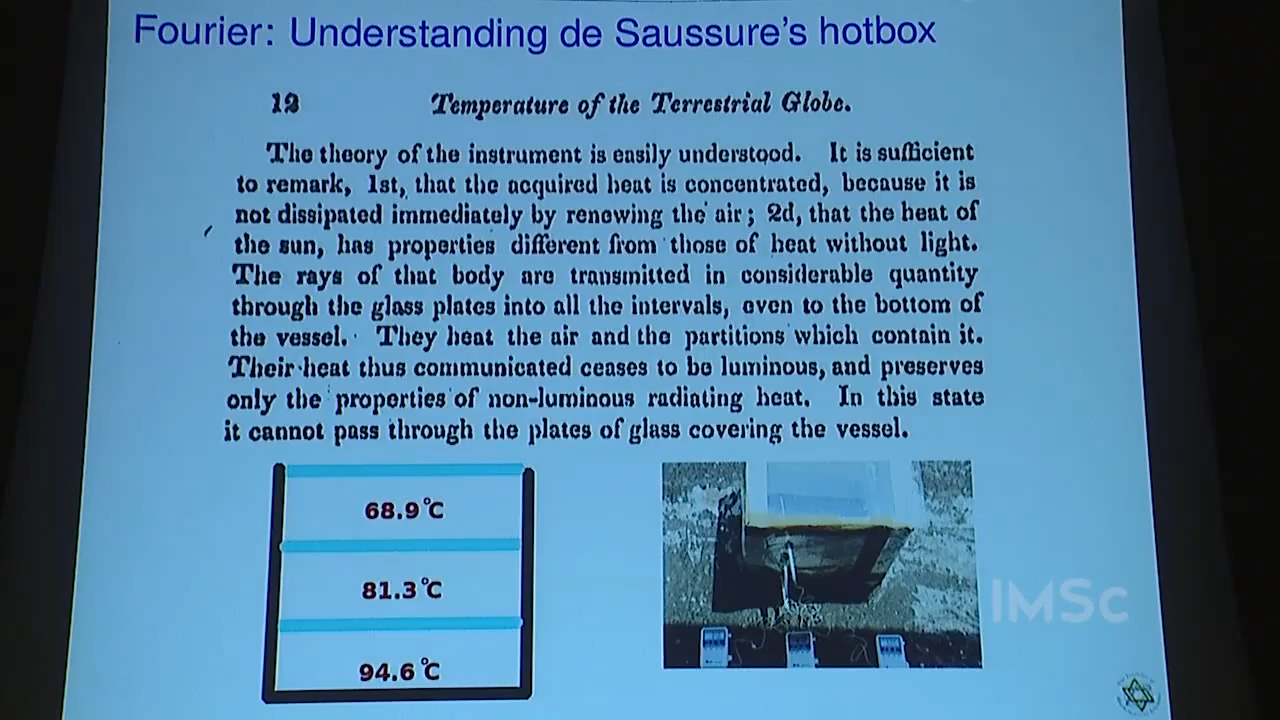 Fourier: Understanding de Saussure's hotbox
12 Temperature of the Terrestrial Globe.
The theory of the instrument is easily understood. It is sufficient
to remark, 1st, that the acquired heat is concentrated, because it is
not dissipated immediately by renewing the air; 2d, that the heat of
the sun, has properties different from those of heat without light.
The rays of that body are transmitted in considerable quantity
through the glass plates into all the intervals, even to the bottom of
the vessel. They heat the air and the partitions which contain it.
Their heat thus communicated ceases to be luminous, and preserves
only the properties of non-luminous radiating heat. In this state
it cannot pass through the plates of glass covering the vessel.
68.9°C
81.3°C
94.6°C
IMSc